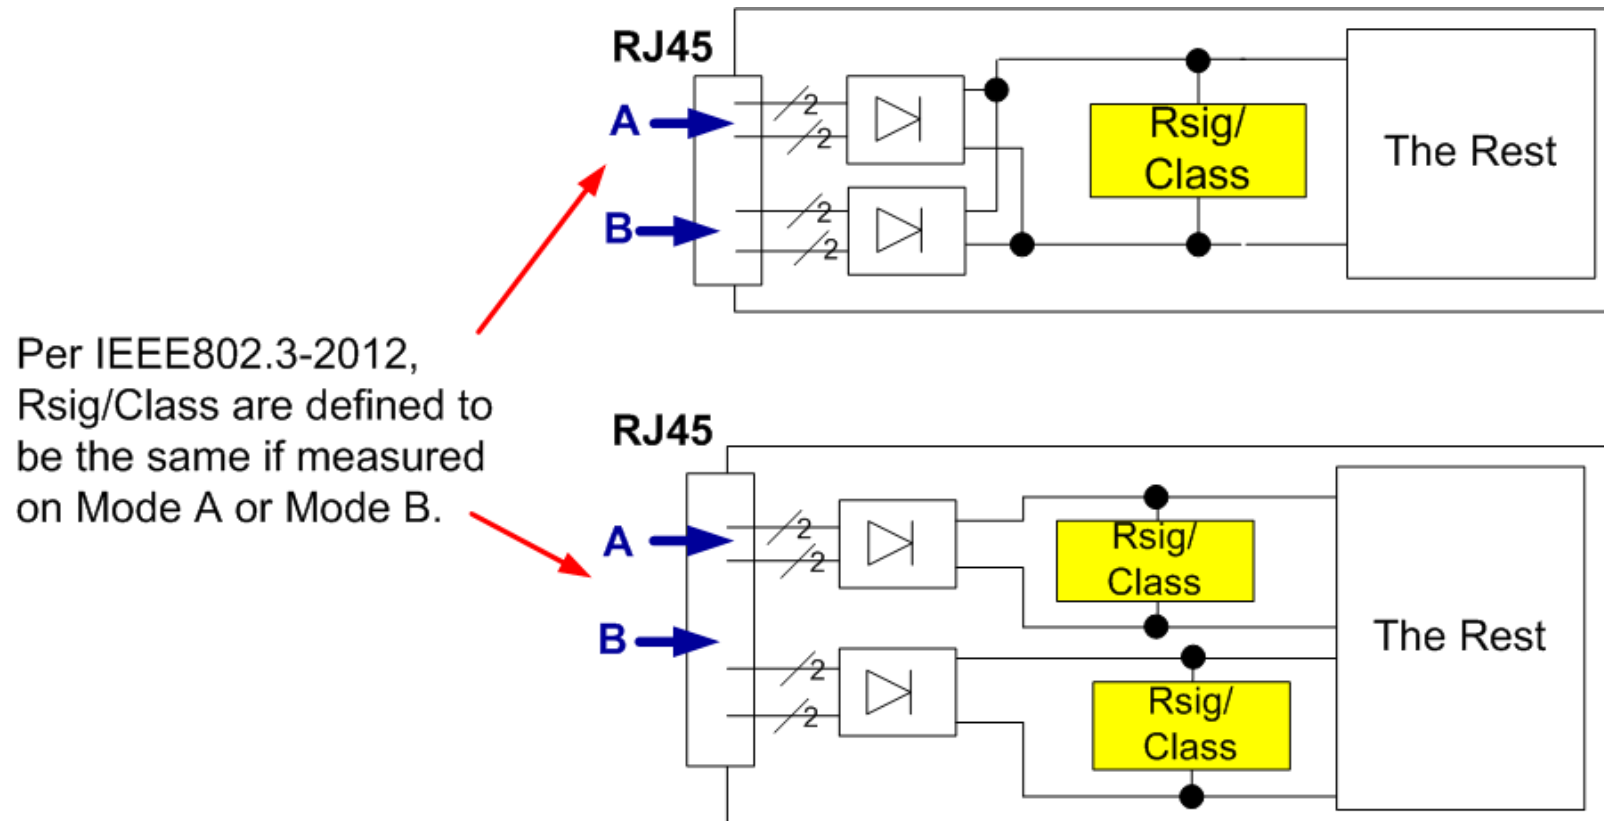 RJ45
A
2
2
Rsig/
Class
The Rest
B
2
2
Per IEEE802.3-2012,
Rsig/Class are defined to
be the same if measured
on Mode A or Mode B.
RJ45
A
2
2
Rsig/
Class
The Rest
B
2
2
Rsig/
Class